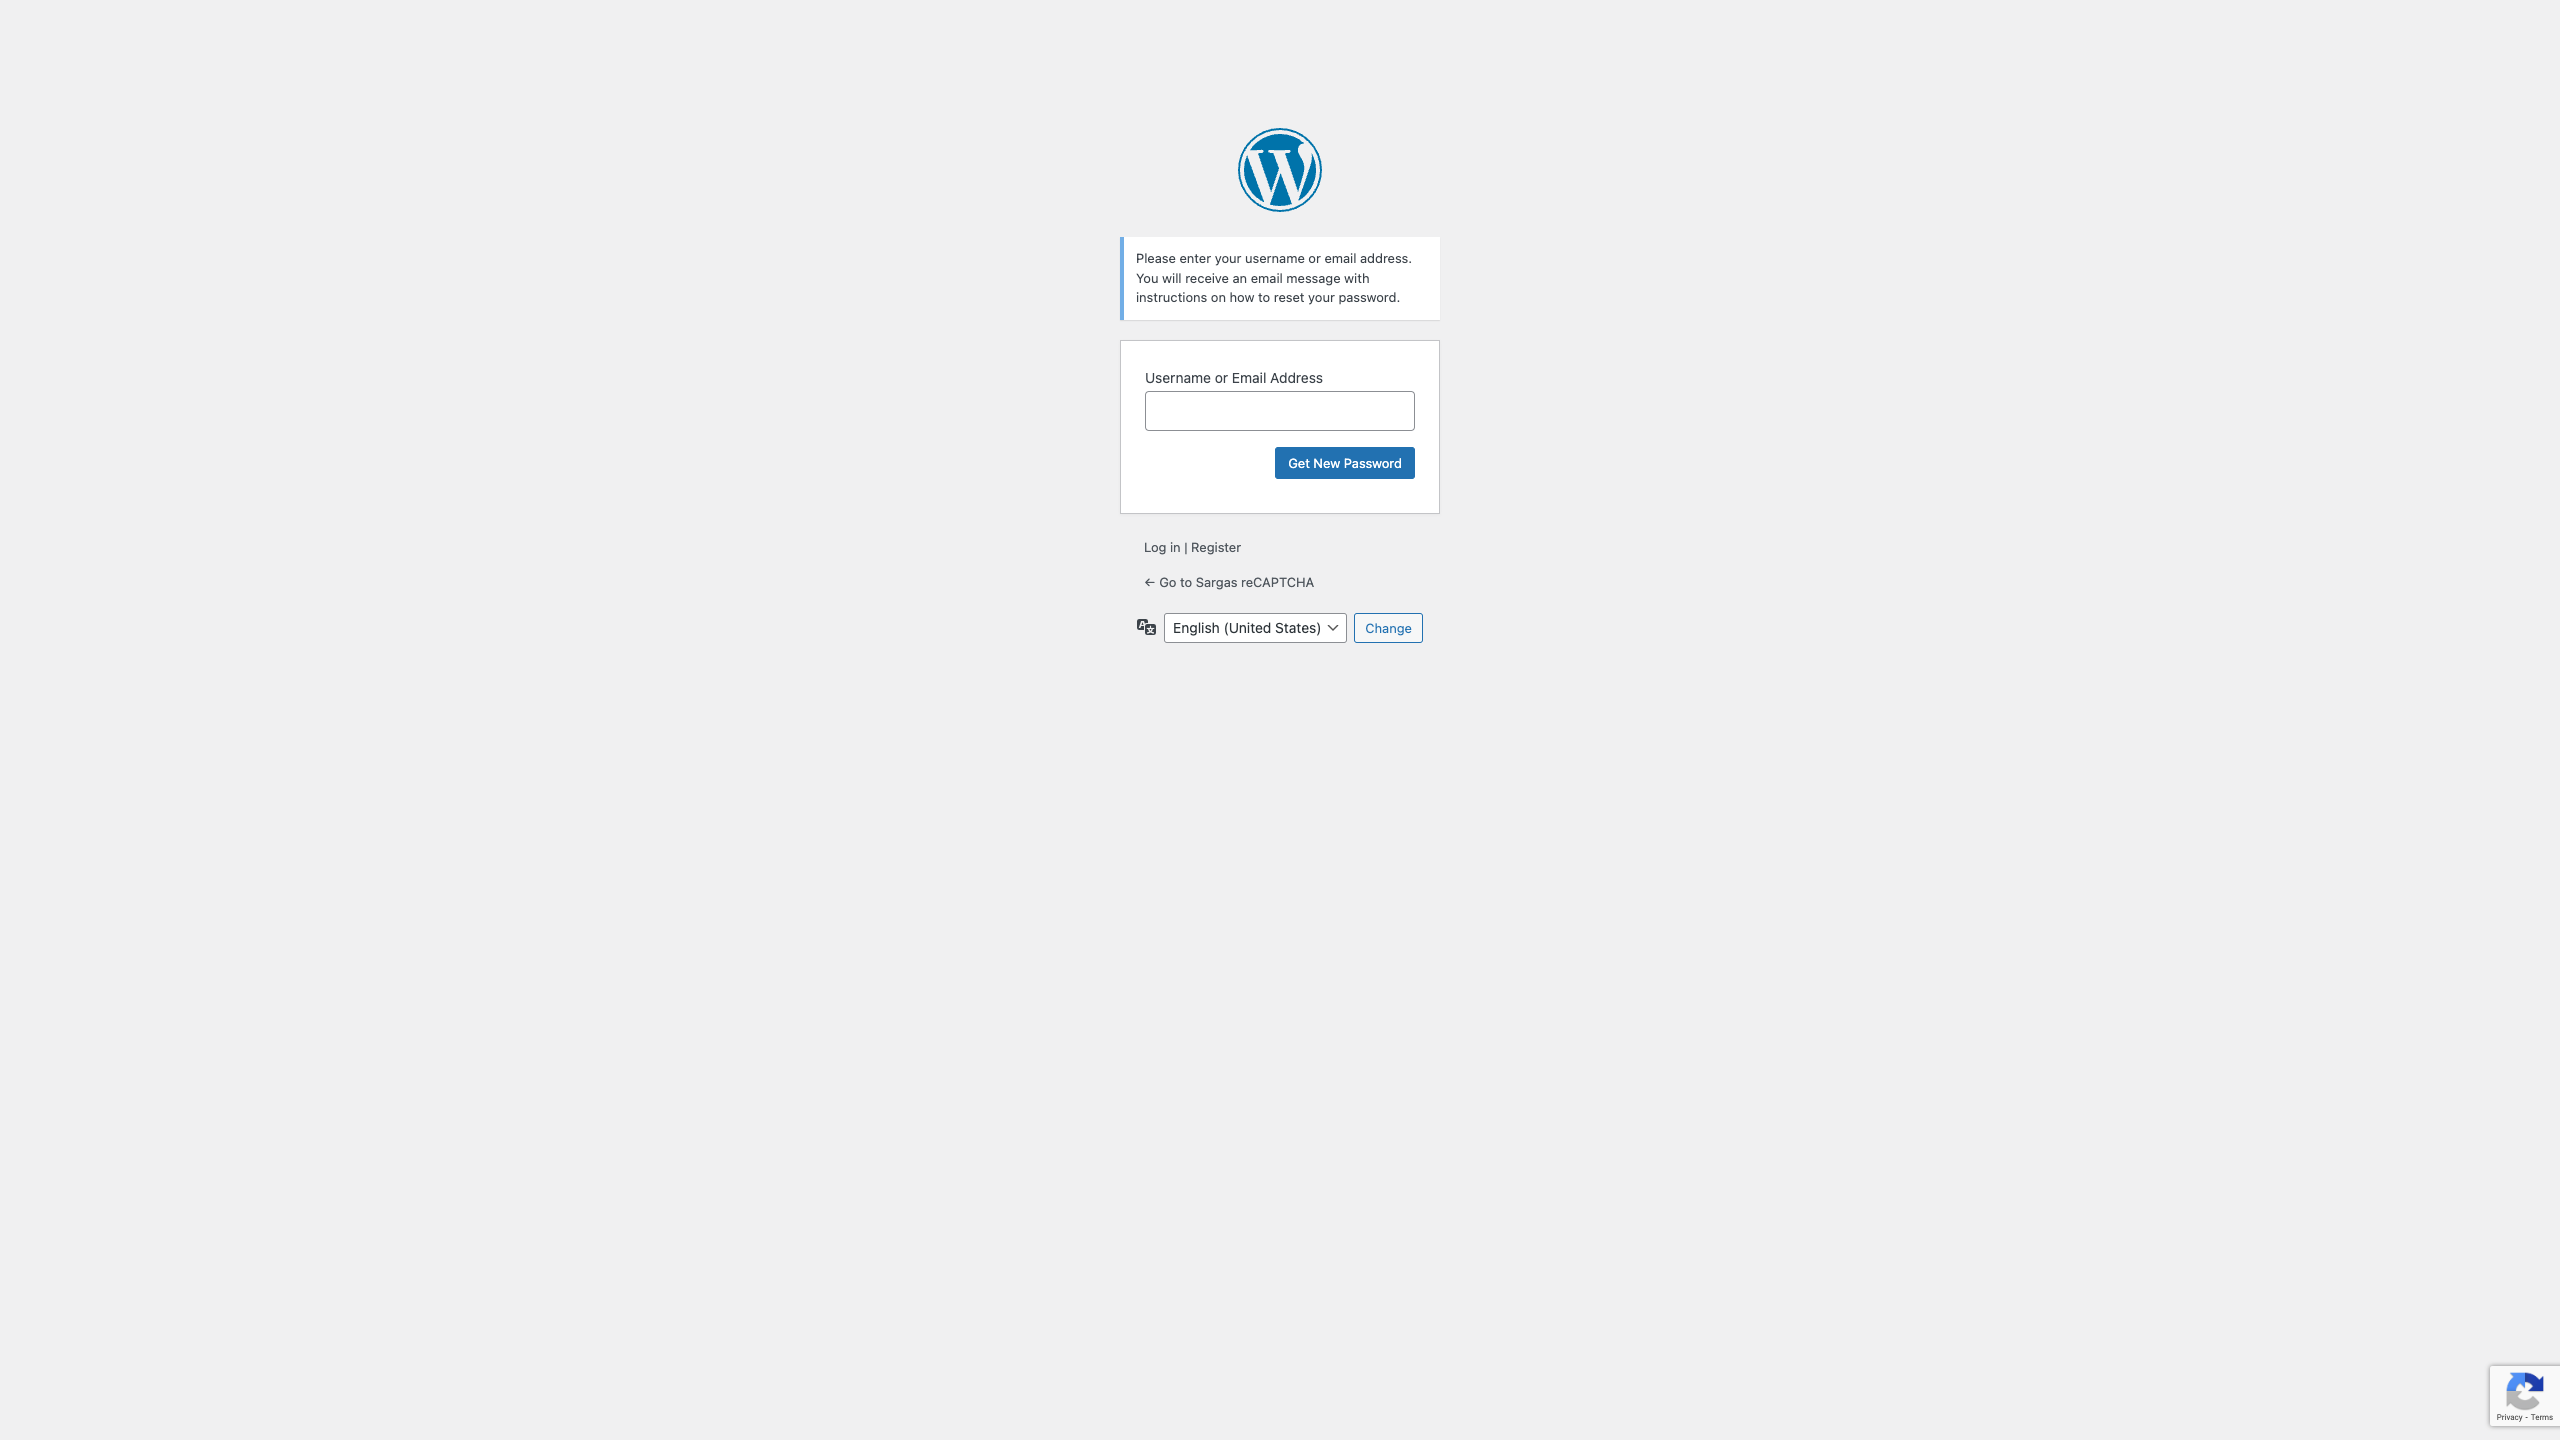 Please enter your username or email address.
You will receive an email message with
instructions on how to reset your password.
Username or Email Address
Get New Password
Log in | Register
← Go to Sargas reCAPTCHA
English (United States)
Change
Privacy - Terms